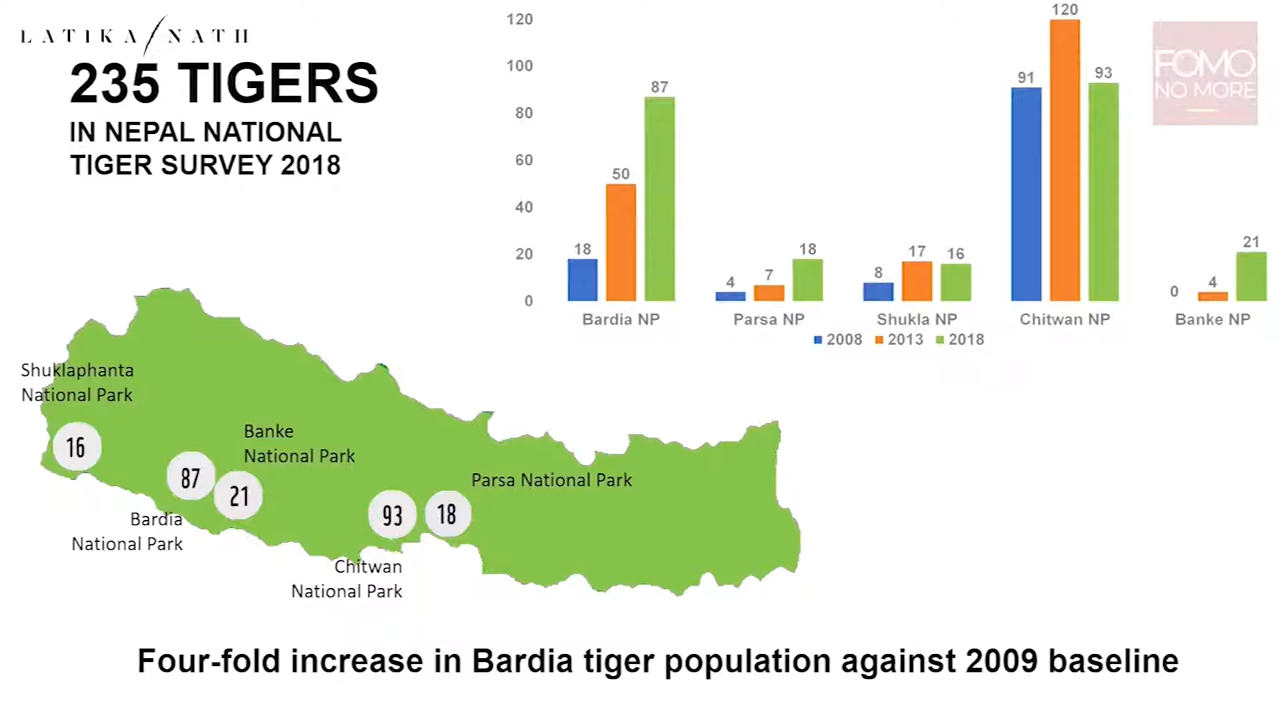 LATIKA/NATH
235 TIGERS
IN NEPAL NATIONAL
TIGER SURVEY 2018
120
100
80
60
40
20
0
18
50
87
4
7
18
8
17
16
91
120
93
0
4
21
Bardia NP
Parsa NP
Shukla NP
Chitwan NP
Banke NP
2008
2013
2018
FOMO
NO MORE
Shuklaphanta
National Park
16
87
Bardia
National Park
Banke
National Park
21
93
Chitwan
National Park
Parsa National Park
18
Four-fold increase in Bardia tiger population against 2009 baseline